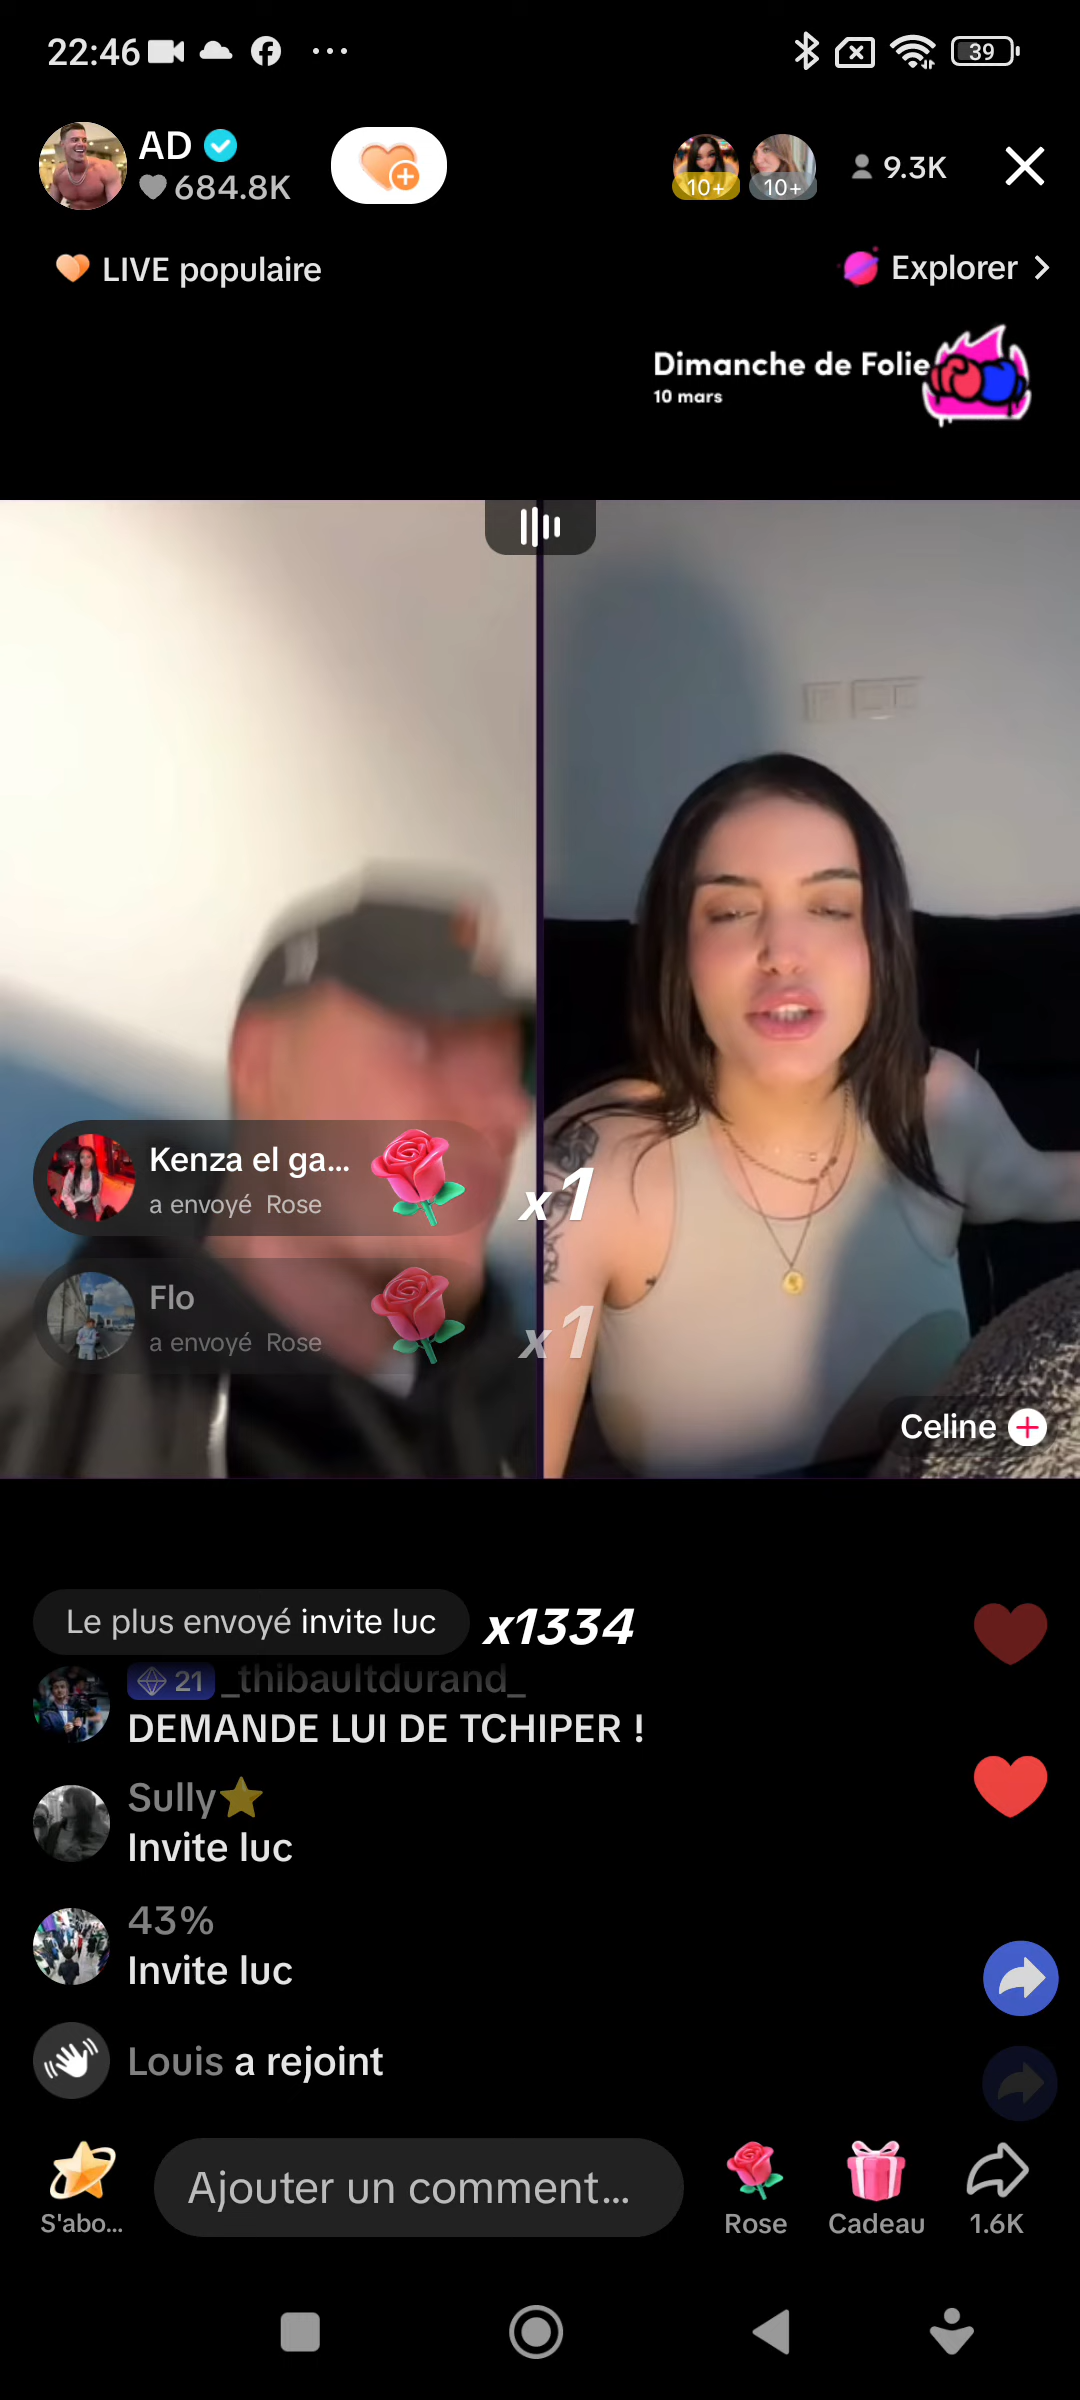 22:46
39
AD
684.8K
10+
10+
9.3K
LIVE populaire
Explorer
Dimanche de Folie
10 mars
Kenza el ga...
a envoyé Rose
x1
Flo
a envoyé Rose
x1
Celine
Le plus envoyé invite luc
x1334
21 _thibaultdurand_
DEMANDE LUI DE TCHIPER !
Sully
Invite luc
43%
Invite luc
Louis a rejoint
Ajouter un comment...
S'abo...
Rose
Cadeau
1.6K